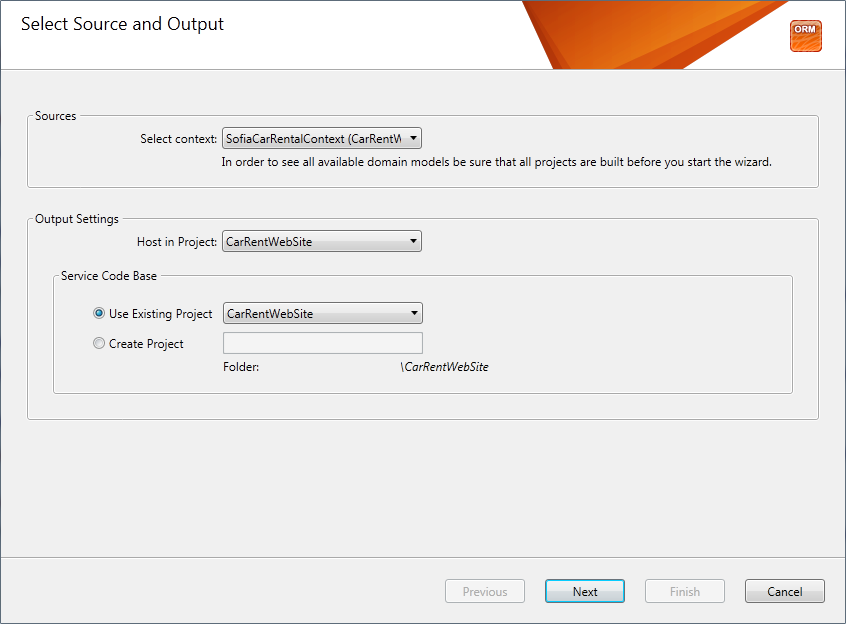 Select Source and Output
ORM
Sources
Select context: SofiaCarRentalContext (CarRentW
In order to see all available domain models be sure that all projects are built before you start the wizard.
Output Settings
Host in Project: CarRentWebSite
Service Code Base
Use Existing Project CarRentWebSite
Create Project
Folder: \CarRentWebSite
Previous Next Finish Cancel